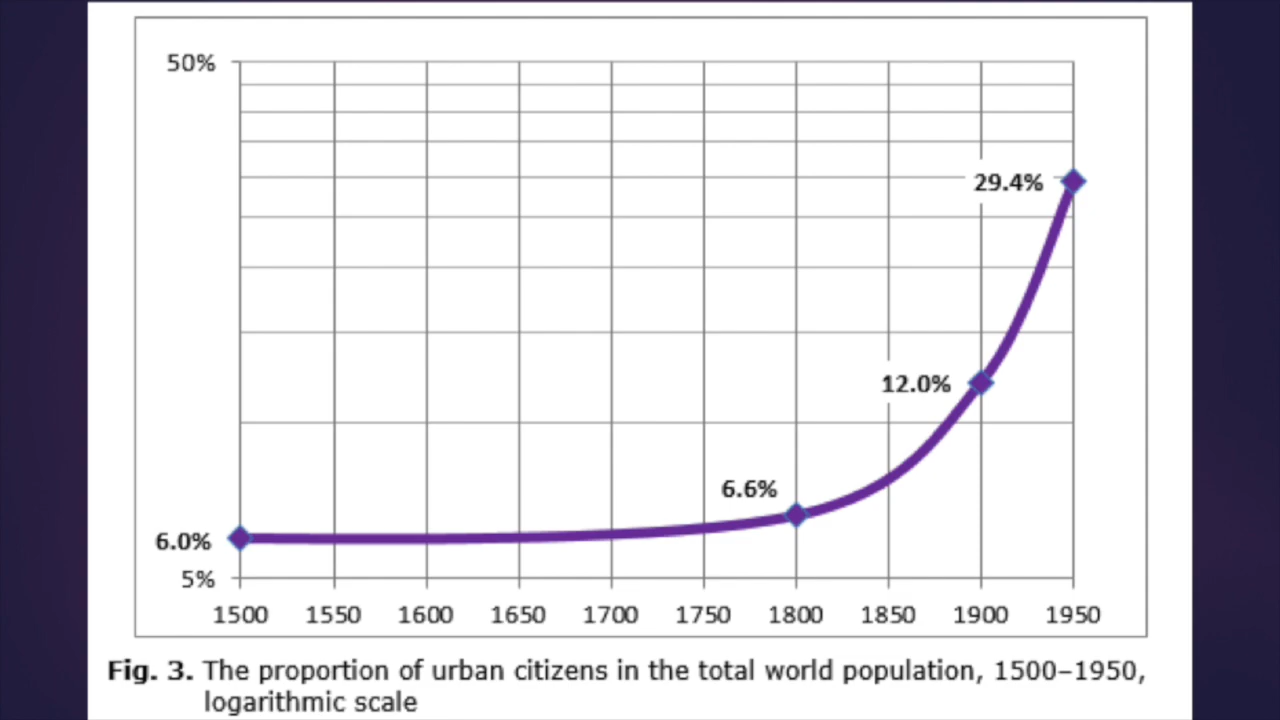 50%
29.4%
12.0%
6.6%
6.0%
5%
1500 1550 1600 1650 1700 1750 1800 1850 1900 1950
Fig. 3. The proportion of urban citizens in the total world population, 1500–1950,
logarithmic scale